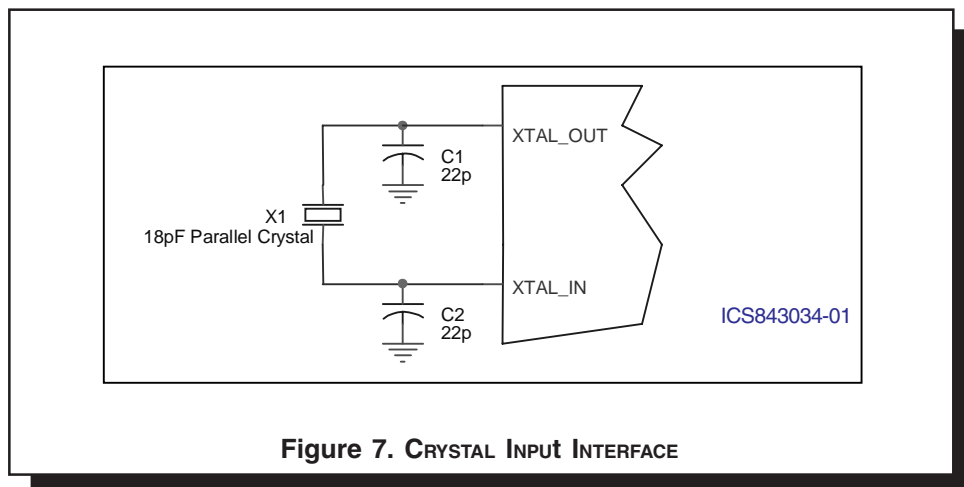 XTAL_OUT
C1
22p
X1
18pF Parallel Crystal
XTAL_IN
C2
22p
ICS843034-01
Figure 7. CRYSTAL INPUt INTERFACE